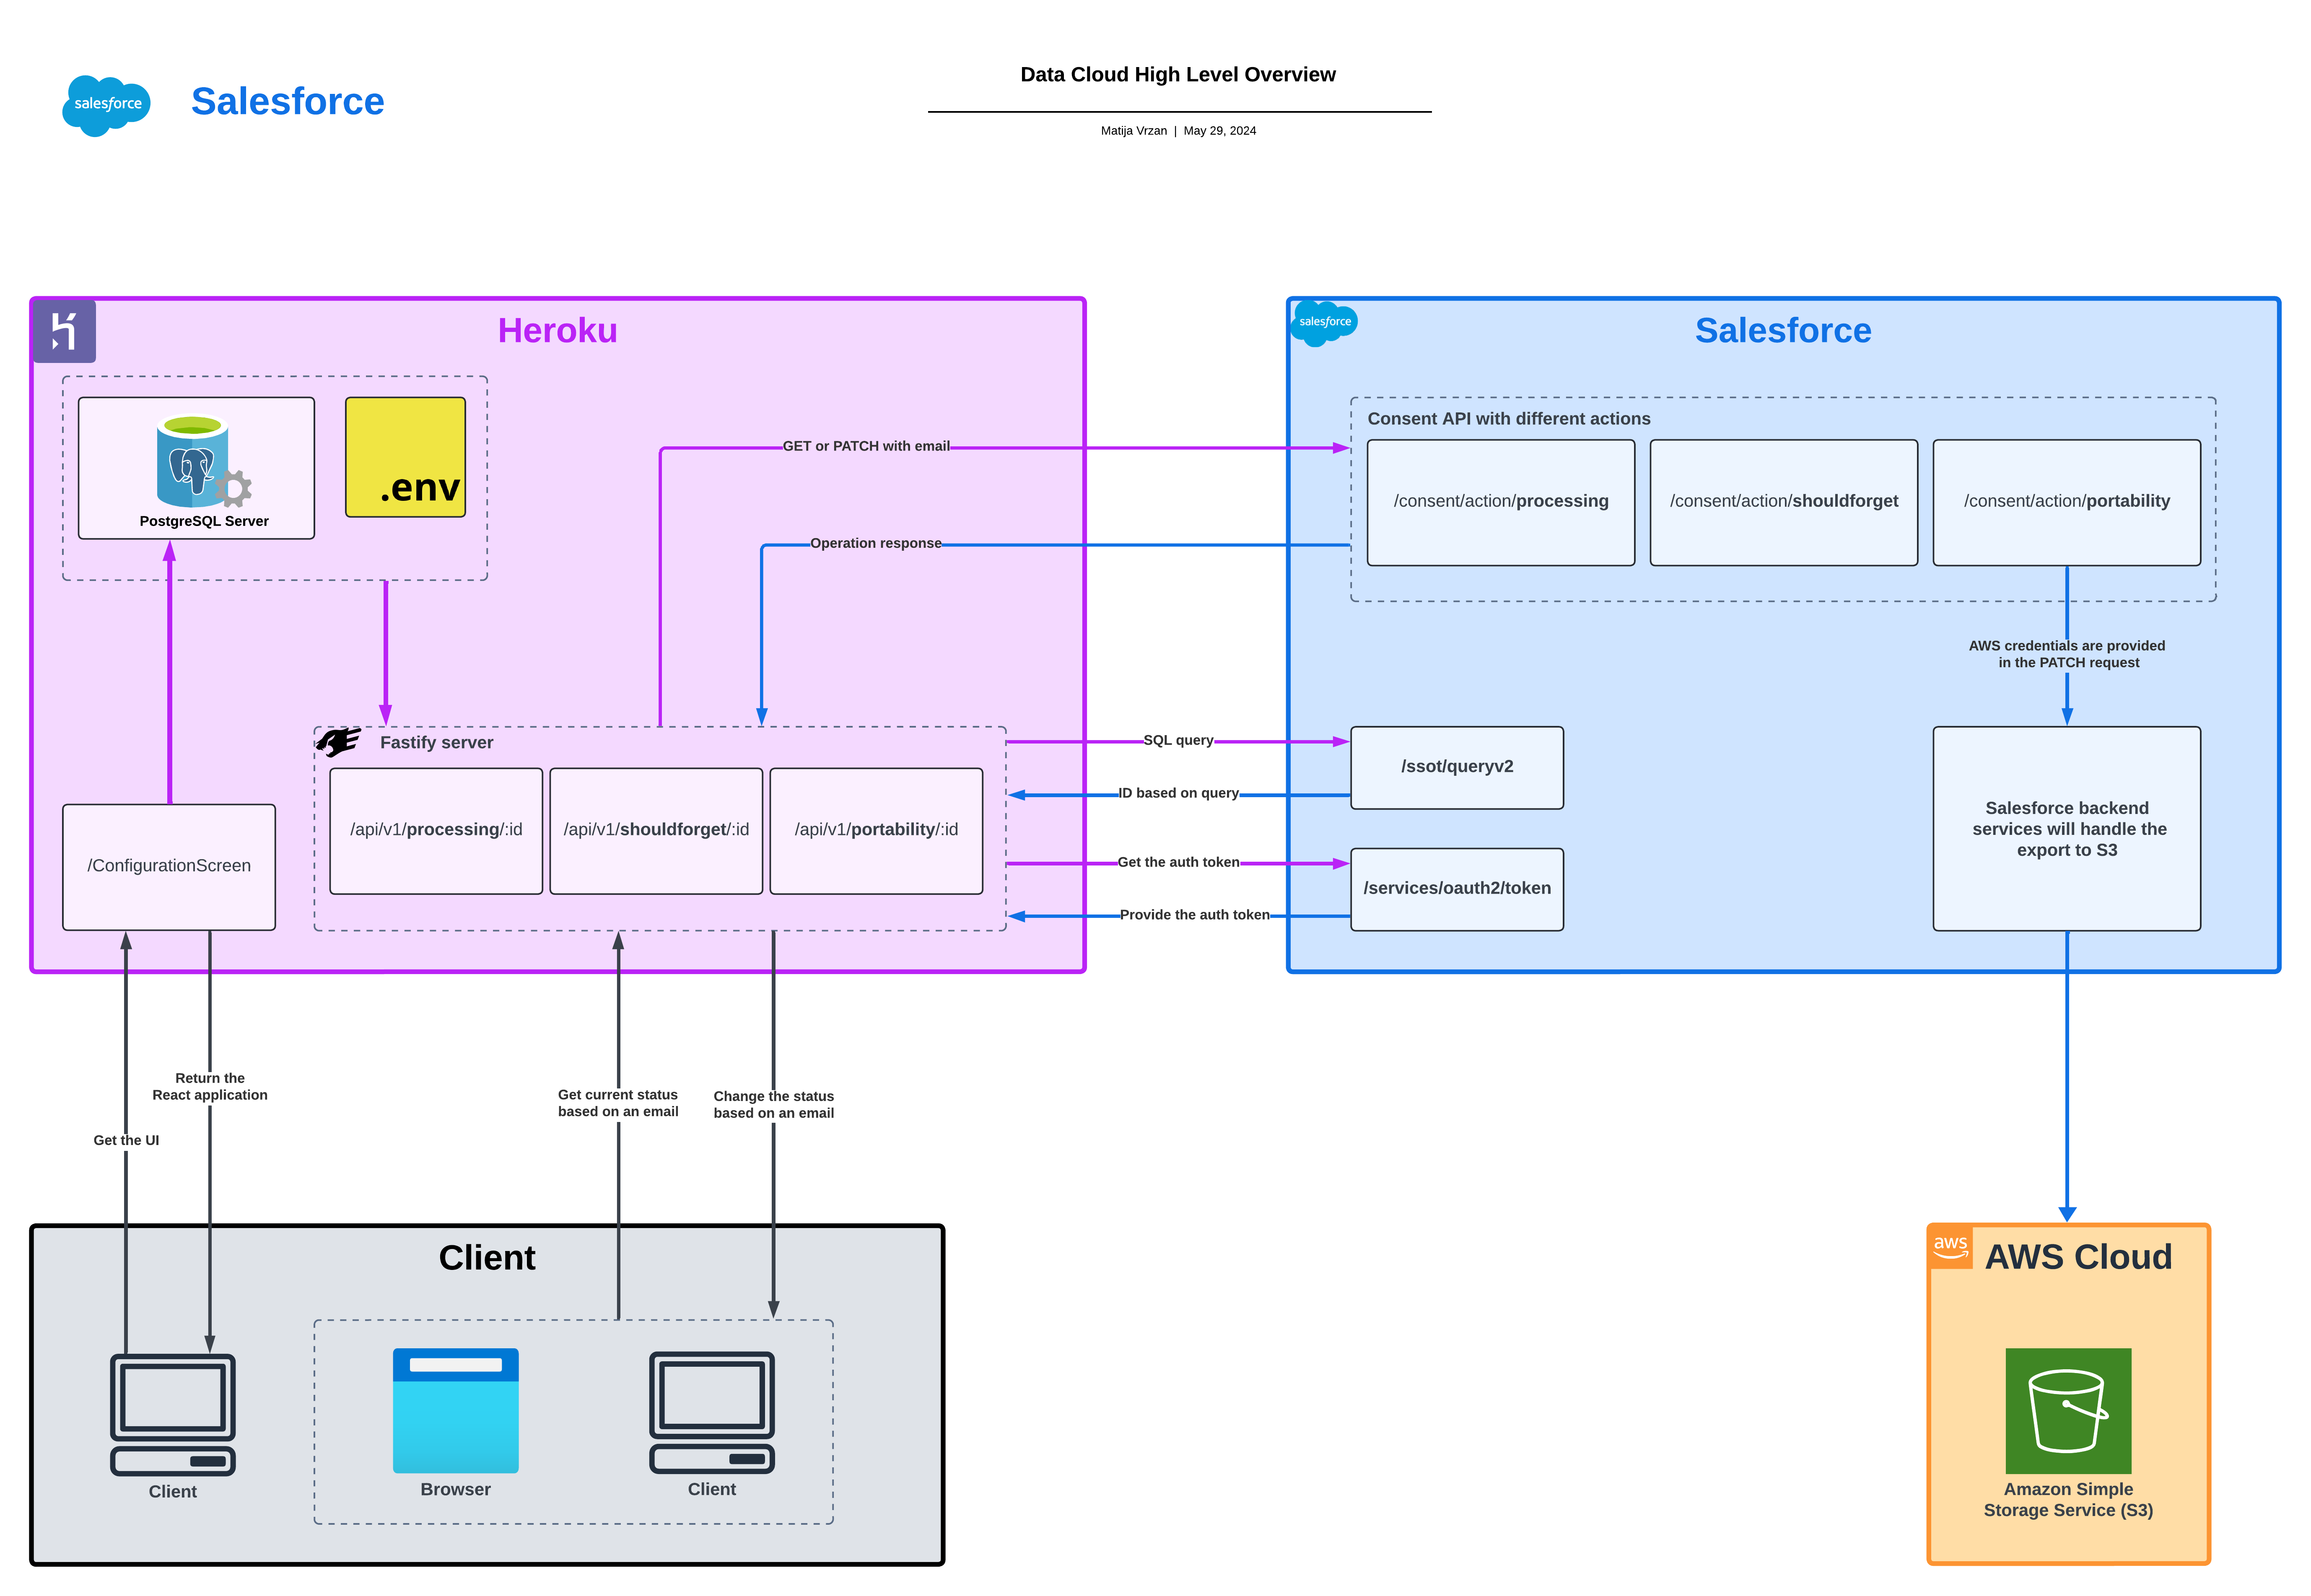 salesforce
Salesforce
Data Cloud High Level Overview
Matija Vrzan | May 29, 2024
Heroku
salesforce
Salesforce
PostgreSQL Server
.env
GET or PATCH with email
Operation response
Consent API with different actions
/consent/action/processing
/consent/action/shouldforget
/consent/action/portability
AWS credentials are provided
in the PATCH request
Fastify server
/api/v1/processing/:id
/api/v1/shouldforget/:id
/api/v1/portability/:id
/ConfigurationScreen
SQL query
ID based on query
Get the auth token
Provide the auth token
/ssot/queryv2
/services/oauth2/token
Salesforce backend
services will handle the
export to S3
Return the
React application
Get the UI
Get current status
based on an email
Change the status
based on an email
Client
Client
Browser
Client
aws
AWS Cloud
Amazon Simple
Storage Service (S3)